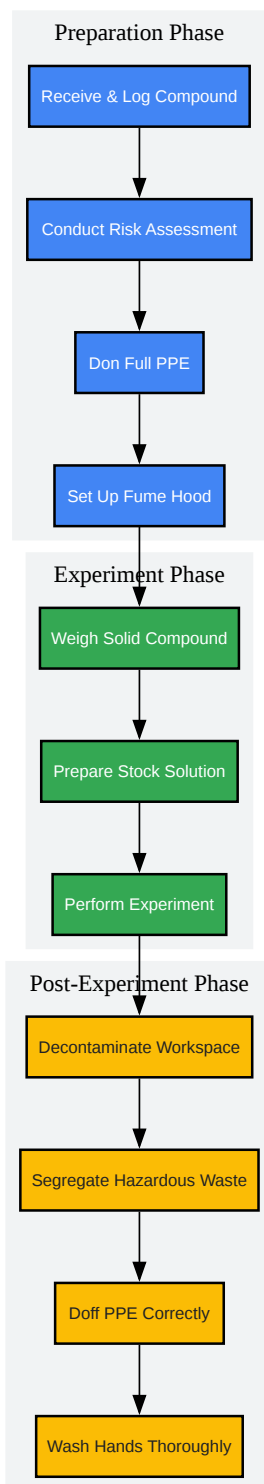 Preparation Phase
Receive & Log Compound
Conduct Risk Assessment
Don Full PPE
Set Up Fume Hood
Experiment Phase
Weigh Solid Compound
Prepare Stock Solution
Perform Experiment
Post-Experiment Phase
Decontaminate Workspace
Segregate Hazardous Waste
Doff PPE Correctly
Wash Hands Thoroughly